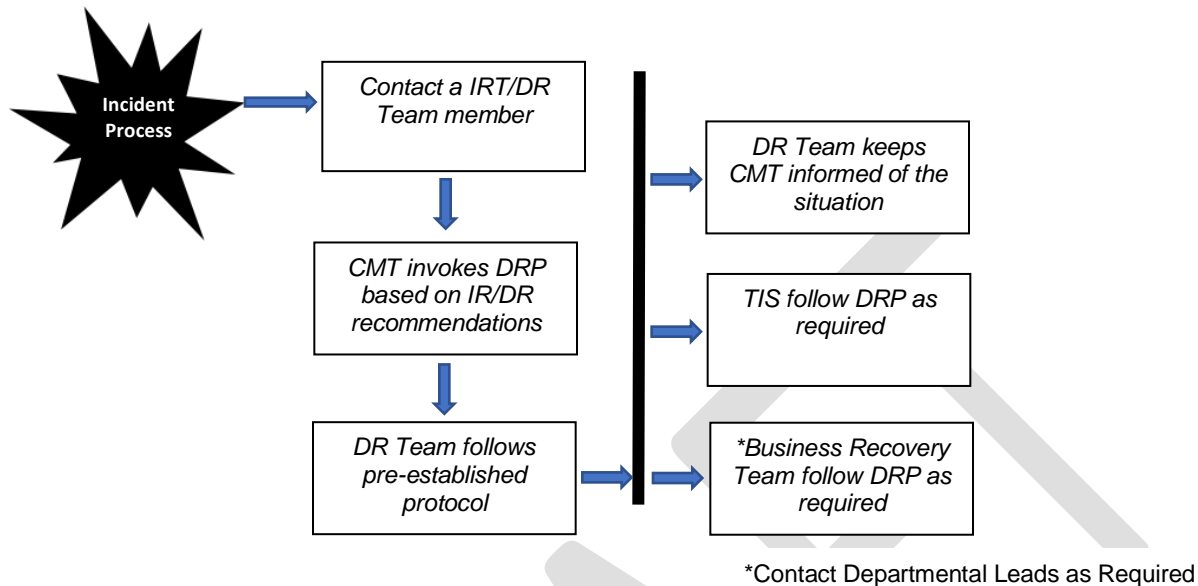 Incident
Process
Contact a IRT/DR
Team member
CMT invokes DRP
based on IR/DR
recommendations
DR Team follows
pre-established
protocol
DR Team keeps
CMT informed of the
situation
TIS follow DRP as
required
*Business Recovery
Team follow DRP as
required
*Contact Departmental Leads as Required